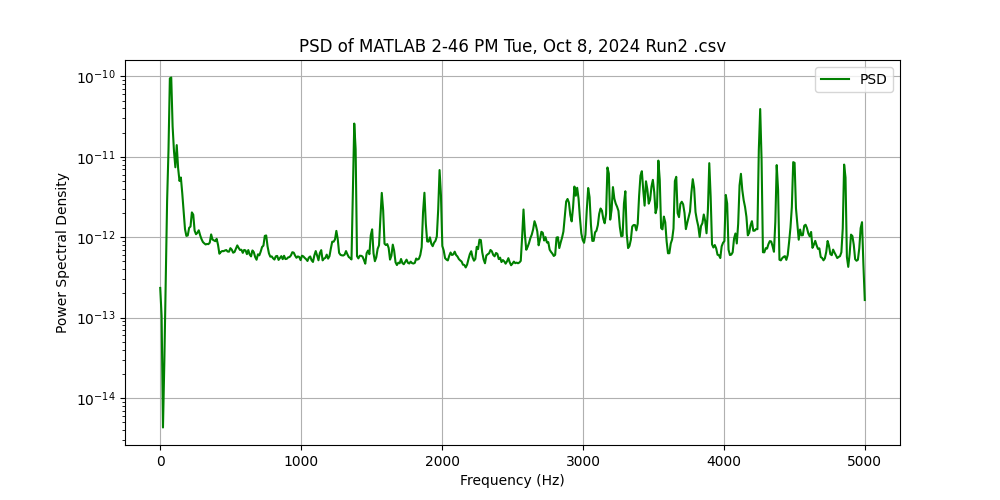 PSD of MATLAB 2-46 PM Tue, Oct 8, 2024 Run2 .csv
PSD
Power Spectral Density
10⁻¹⁰
10⁻¹¹
10⁻¹²
10⁻¹³
10⁻¹⁴
0 1000 2000 3000 4000 5000
Frequency (Hz)